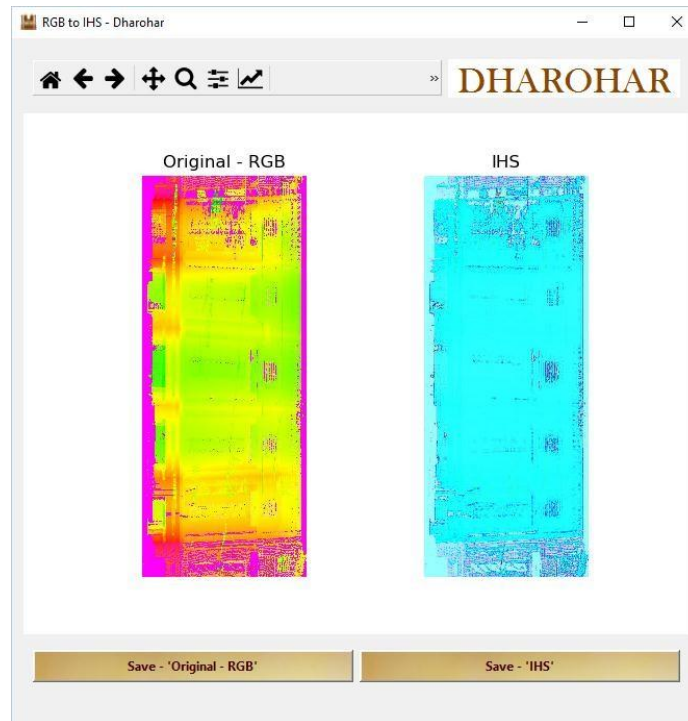 RGB to IHS - Dharohar
»
DHAROHAR
Original - RGB
IHS
Save - 'Original - RGB'
Save - 'IHS'